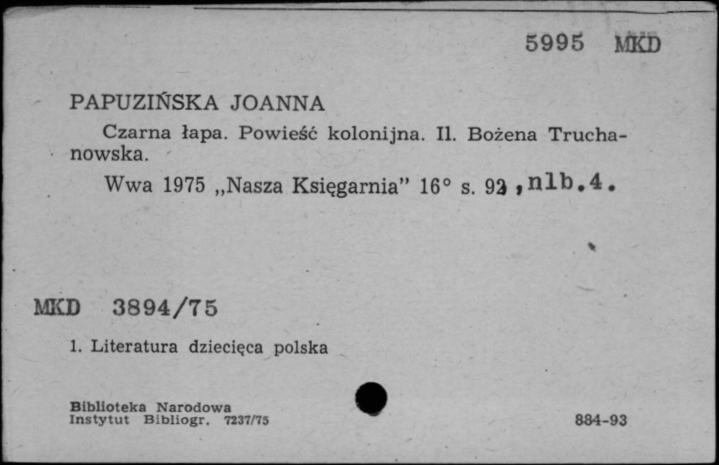 5995 MKD
PAPUZIŃSKA JOANNA
Czarna łapa. Powieść kolonijna. Il. Bożena Trucha-
nowska.
Wwa 1975 „Nasza Księgarnia” 16° s. , nlb.4.
MKD 3894/75
1. Literatura dziecięca polska
Biblioteka Narodowa
Instytut Bibliogr. 7237/75
884-93